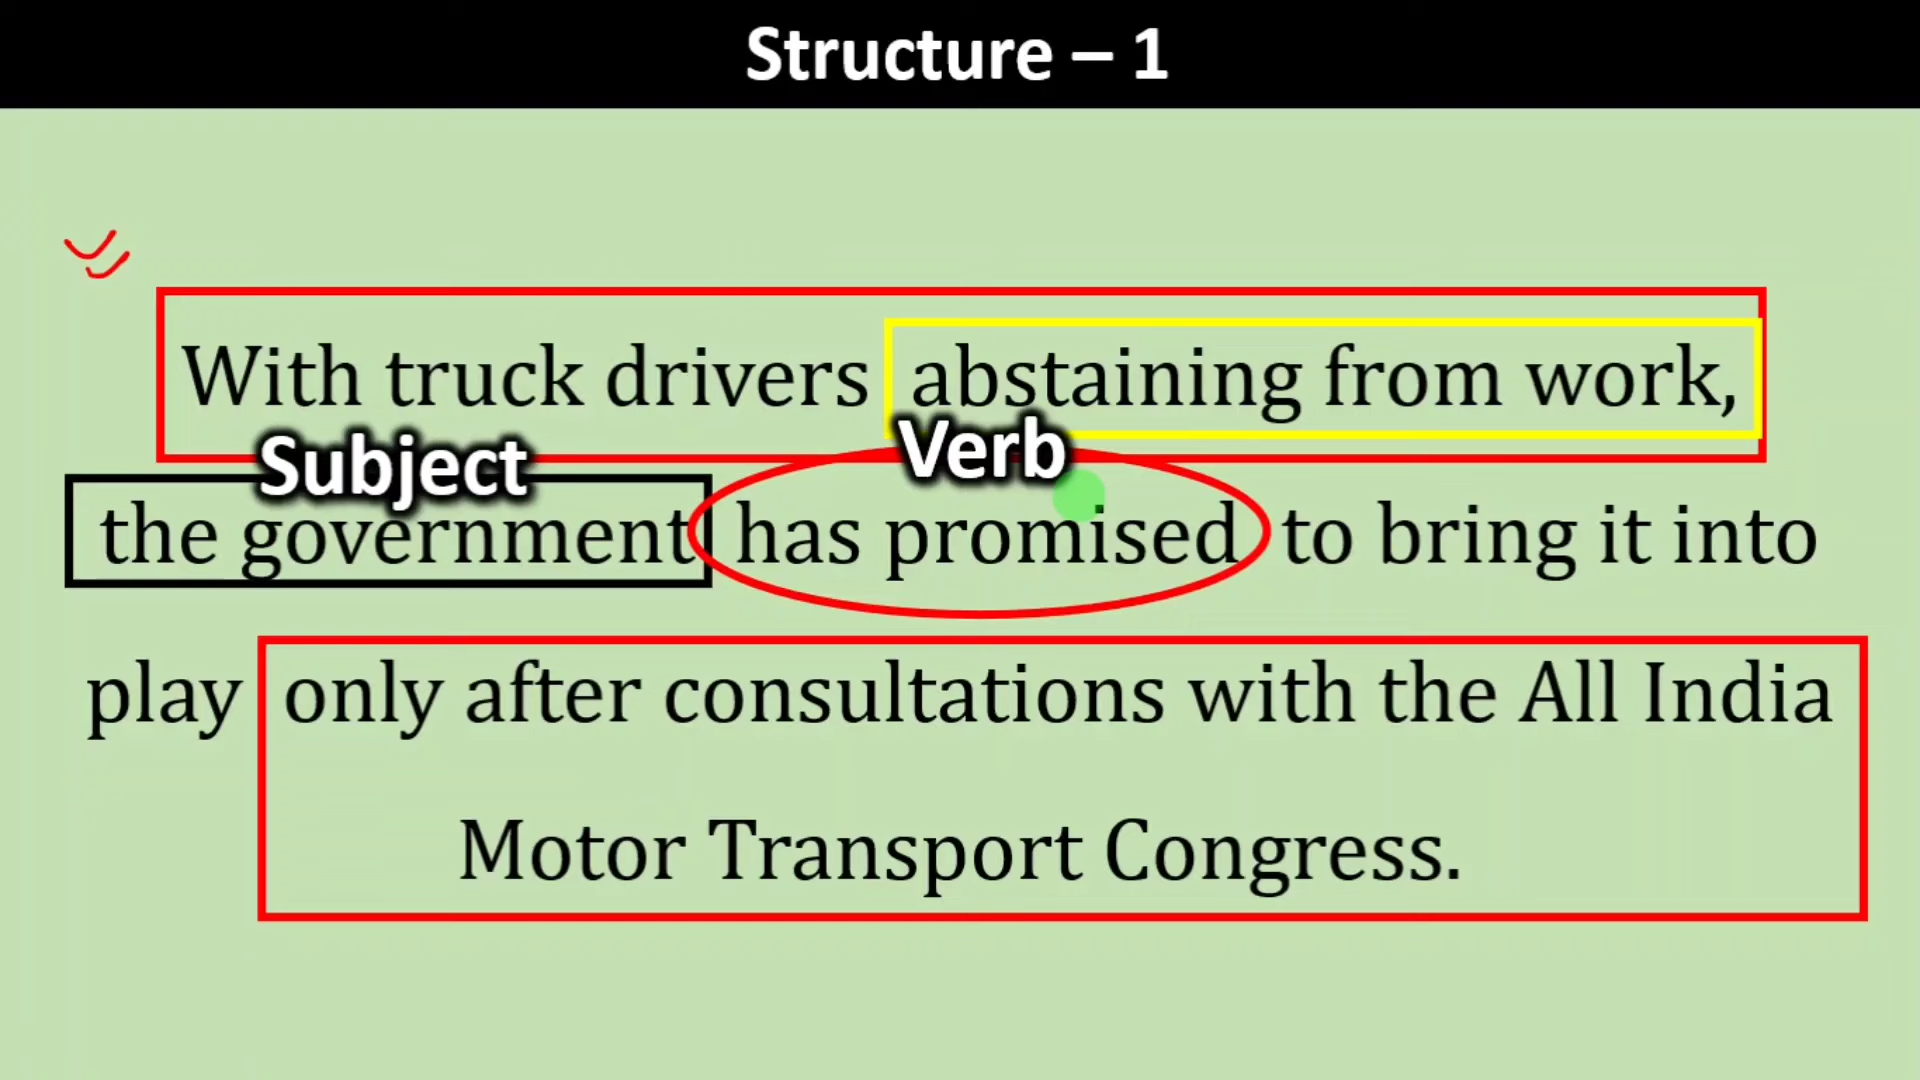 Structure – 1
With truck drivers abstaining from work,
Subject
Verb
the government has promised to bring it into
play only after consultations with the All India
Motor Transport Congress.